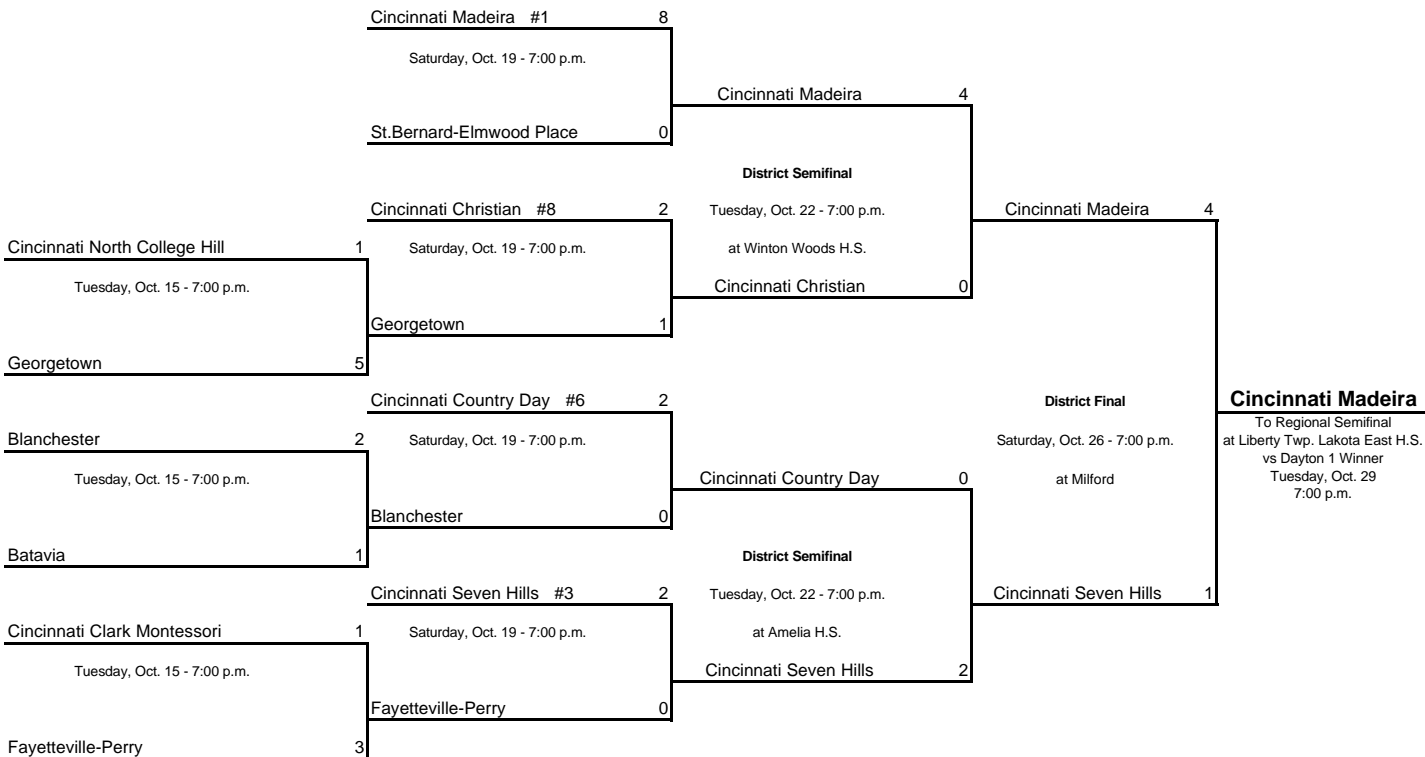 Cincinnati Madeira #1 8
Saturday, Oct. 19 - 7:00 p.m.
Cincinnati Madeira 4
St.Bernard-Elmwood Place 0
District Semifinal
Cincinnati Christian #8 2 Tuesday, Oct. 22 - 7:00 p.m. Cincinnati Madeira 4
Cincinnati North College Hill 1 Saturday, Oct. 19 - 7:00 p.m. at Winton Woods H.S.
Tuesday, Oct. 15 - 7:00 p.m. Cincinnati Christian 0
Georgetown 1
Georgetown 5
Cincinnati Country Day #6 2 District Final Cincinnati Madeira
To Regional Semifinal
Blanchester 2 Saturday, Oct. 19 - 7:00 p.m. Saturday, Oct. 26 - 7:00 p.m. at Liberty Twp. Lakota East H.S.
vs Dayton 1 Winner
Tuesday, Oct. 15 - 7:00 p.m. Cincinnati Country Day 0 at Milford Tuesday, Oct. 29
7:00 p.m.
Blanchester 0
Batavia 1 District Semifinal
Cincinnati Seven Hills #3 2 Tuesday, Oct. 22 - 7:00 p.m. Cincinnati Seven Hills 1
Cincinnati Clark Montessori 1 Saturday, Oct. 19 - 7:00 p.m. at Amelia H.S.
Tuesday, Oct. 15 - 7:00 p.m. Cincinnati Seven Hills 2
Fayetteville-Perry 0
Fayetteville-Perry 3